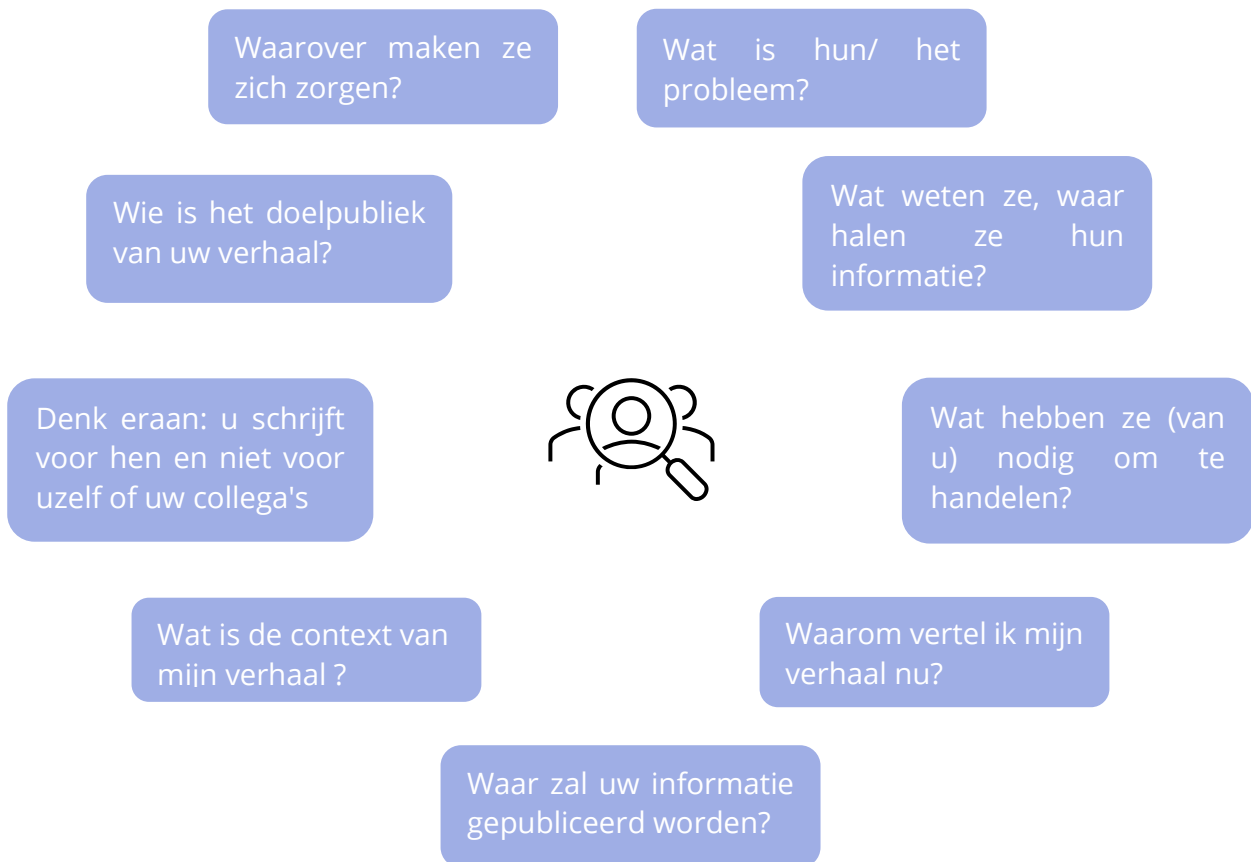 Waarover maken ze
zich zorgen?
Wat is hun/ het
probleem?
Wie is het doelpubliek
van uw verhaal?
Wat weten ze, waar
halen ze hun
informatie?
Denk eraan: u schrijft
voor hen en niet voor
uzelf of uw collega's
Wat hebben ze (van
u) nodig om te
handelen?
Wat is de context van
mijn verhaal ?
Waarom vertel ik mijn
verhaal nu?
Waar zal uw informatie
gepubliceerd worden?